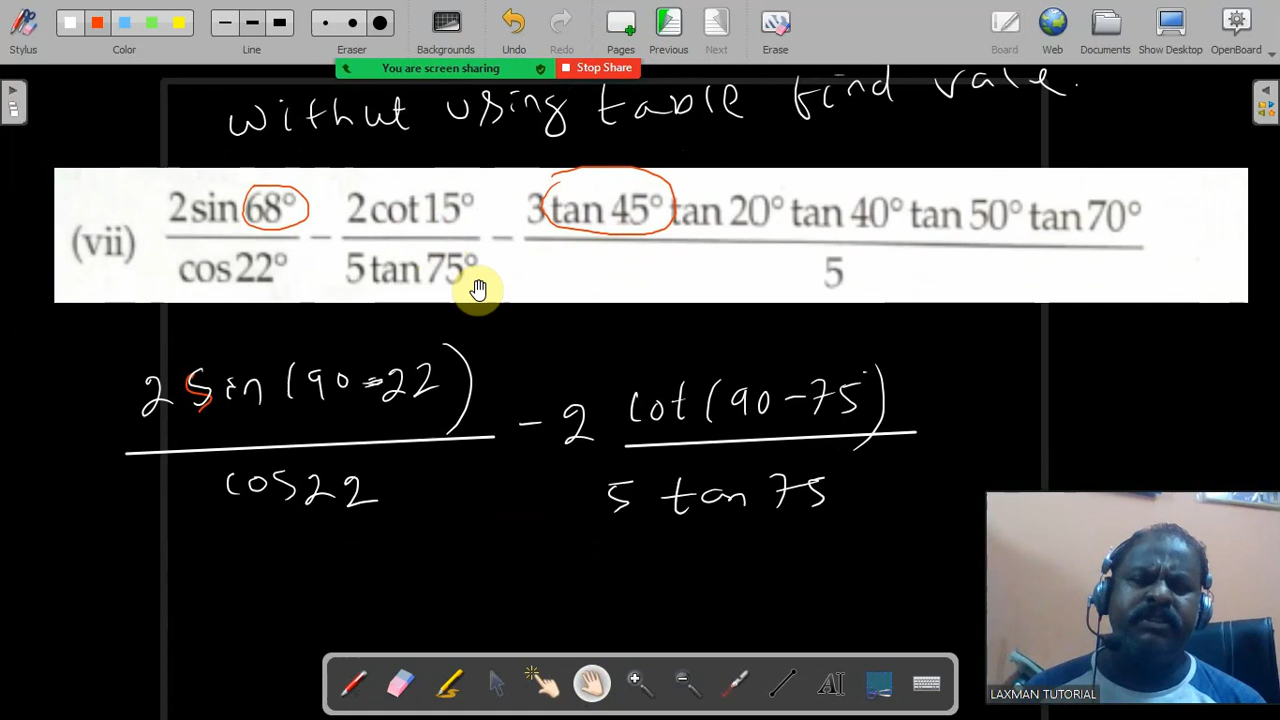 Stylus Color Line Eraser Backgrounds Undo Redo Pages Previous Next Erase Board Web Documents Show Desktop OpenBoard
You are screen sharing Stop Share
withut using table find vale.
(vii) 2 sin 68° / cos 22° − 2 cot 15° / 5 tan 75° − 3 tan 45° tan 20° tan 40° tan 50° tan 70° / 5
2 sin (90-22) / cos 22 - 2 cot (90-75) / 5 tan 75
LAXMAN TUTORIAL